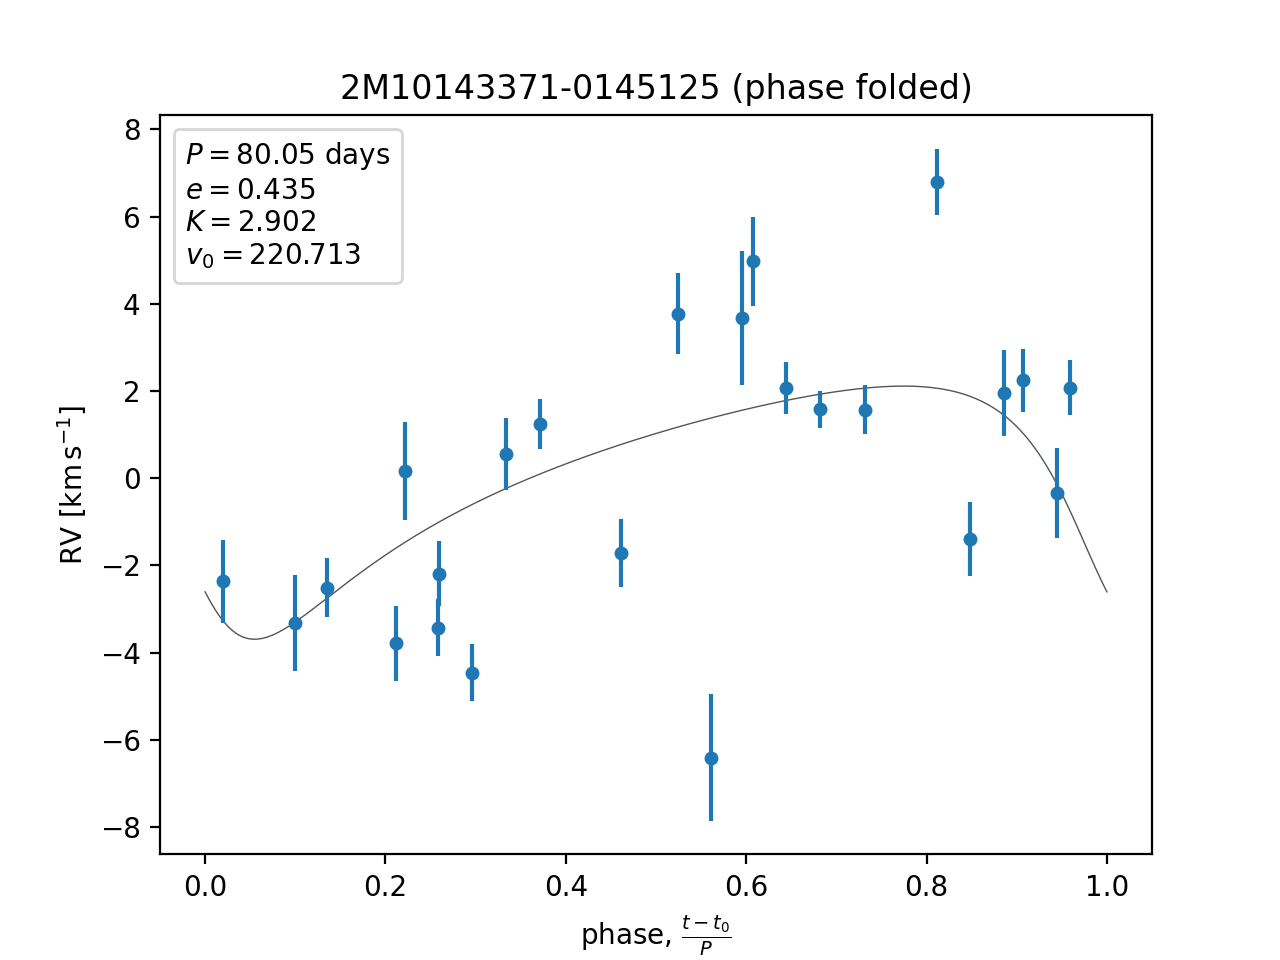 2M10143371-0145125 (phase folded)
P = 80.05 days
e = 0.435
K = 2.902
v₀ = 220.713
8
6
4
2
0
−2
−4
−6
−8
RV [km s⁻¹]
0.0 0.2 0.4 0.6 0.8 1.0
phase, (t − t₀)/P